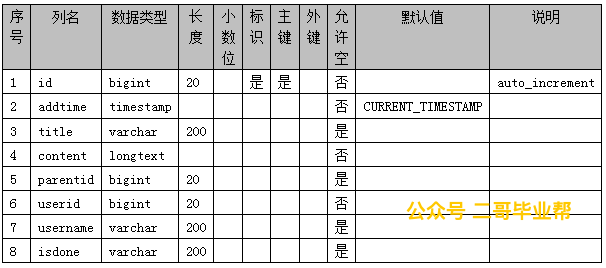 序号 列名 数据类型 长度 小数位 标识 主键 外键 允许空 默认值 说明
1 id bigint 20 是 是 否 auto_increment
2 addtime timestamp 否 CURRENT_TIMESTAMP
3 title varchar 200 是
4 content longtext 否
5 parentid bigint 20 是
6 userid bigint 20 否
7 username varchar 200 是
8 isdone varchar 200 是
公众号 二哥毕业帮